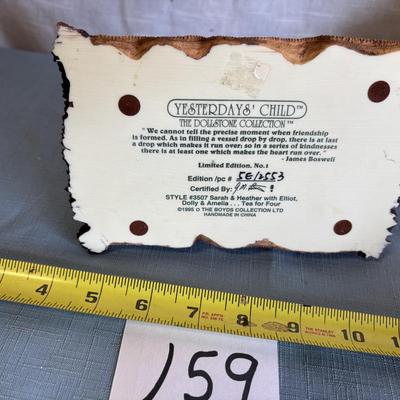 YESTERDAYS' CHILD™
THE DOLLSTONE COLLECTION™
" We cannot tell the precise moment when friendship
is formed. As in filling a vessel drop by drop, there is at last
a drop which makes it run over; so in a series of kindnesses
there is at least one which makes the heart run over. "
- James Boswell
Limited Edition, No.1
Edition /pc # 5E/2553
Certified By:
STYLE #3507 Sarah & Heather with Elliot,
Dolly & Amelia . . . Tea for Four
©1995 THE BOYDS COLLECTION LTD
HANDMADE IN CHINA
4 5 6 7 8 9 10 1
159